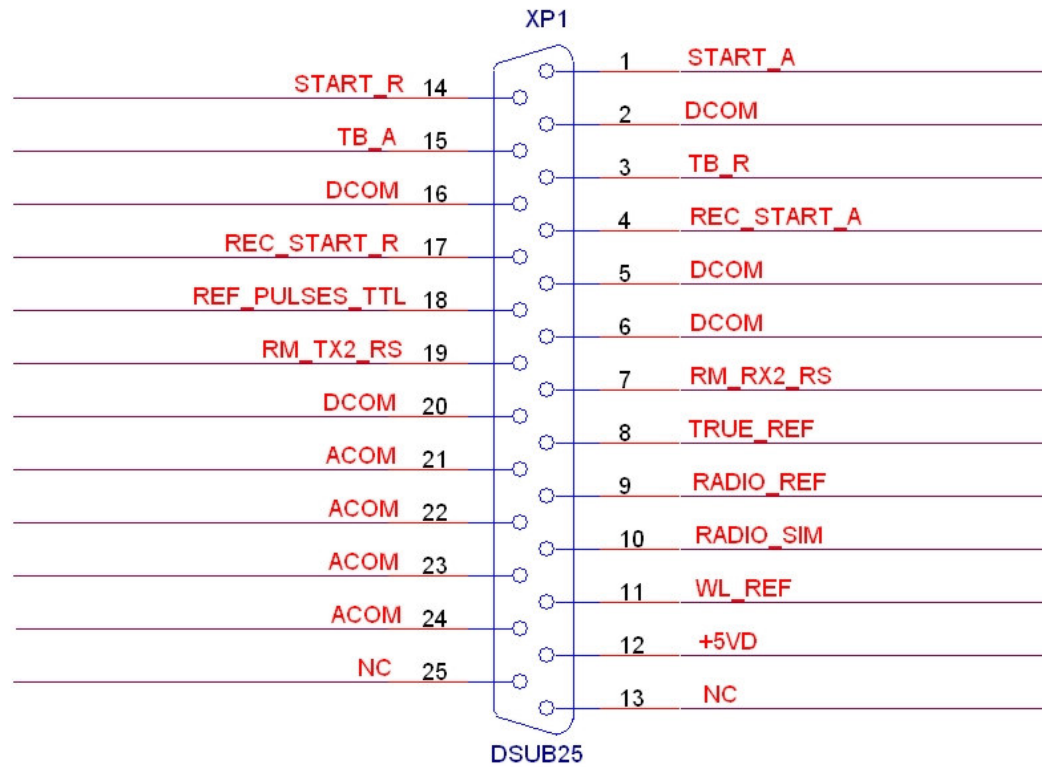 XP1
1 START_A
START_R 14
2 DCOM
TB_A 15
3 TB_R
DCOM 16
4 REC_START_A
REC_START_R 17
5 DCOM
REF_PULSES_TTL 18
6 DCOM
RM_TX2_RS 19
7 RM_RX2_RS
DCOM 20
8 TRUE_REF
ACOM 21
9 RADIO_REF
ACOM 22
10 RADIO_SIM
ACOM 23
11 WL_REF
ACOM 24
12 +5VD
NC 25
13 NC
DSUB25